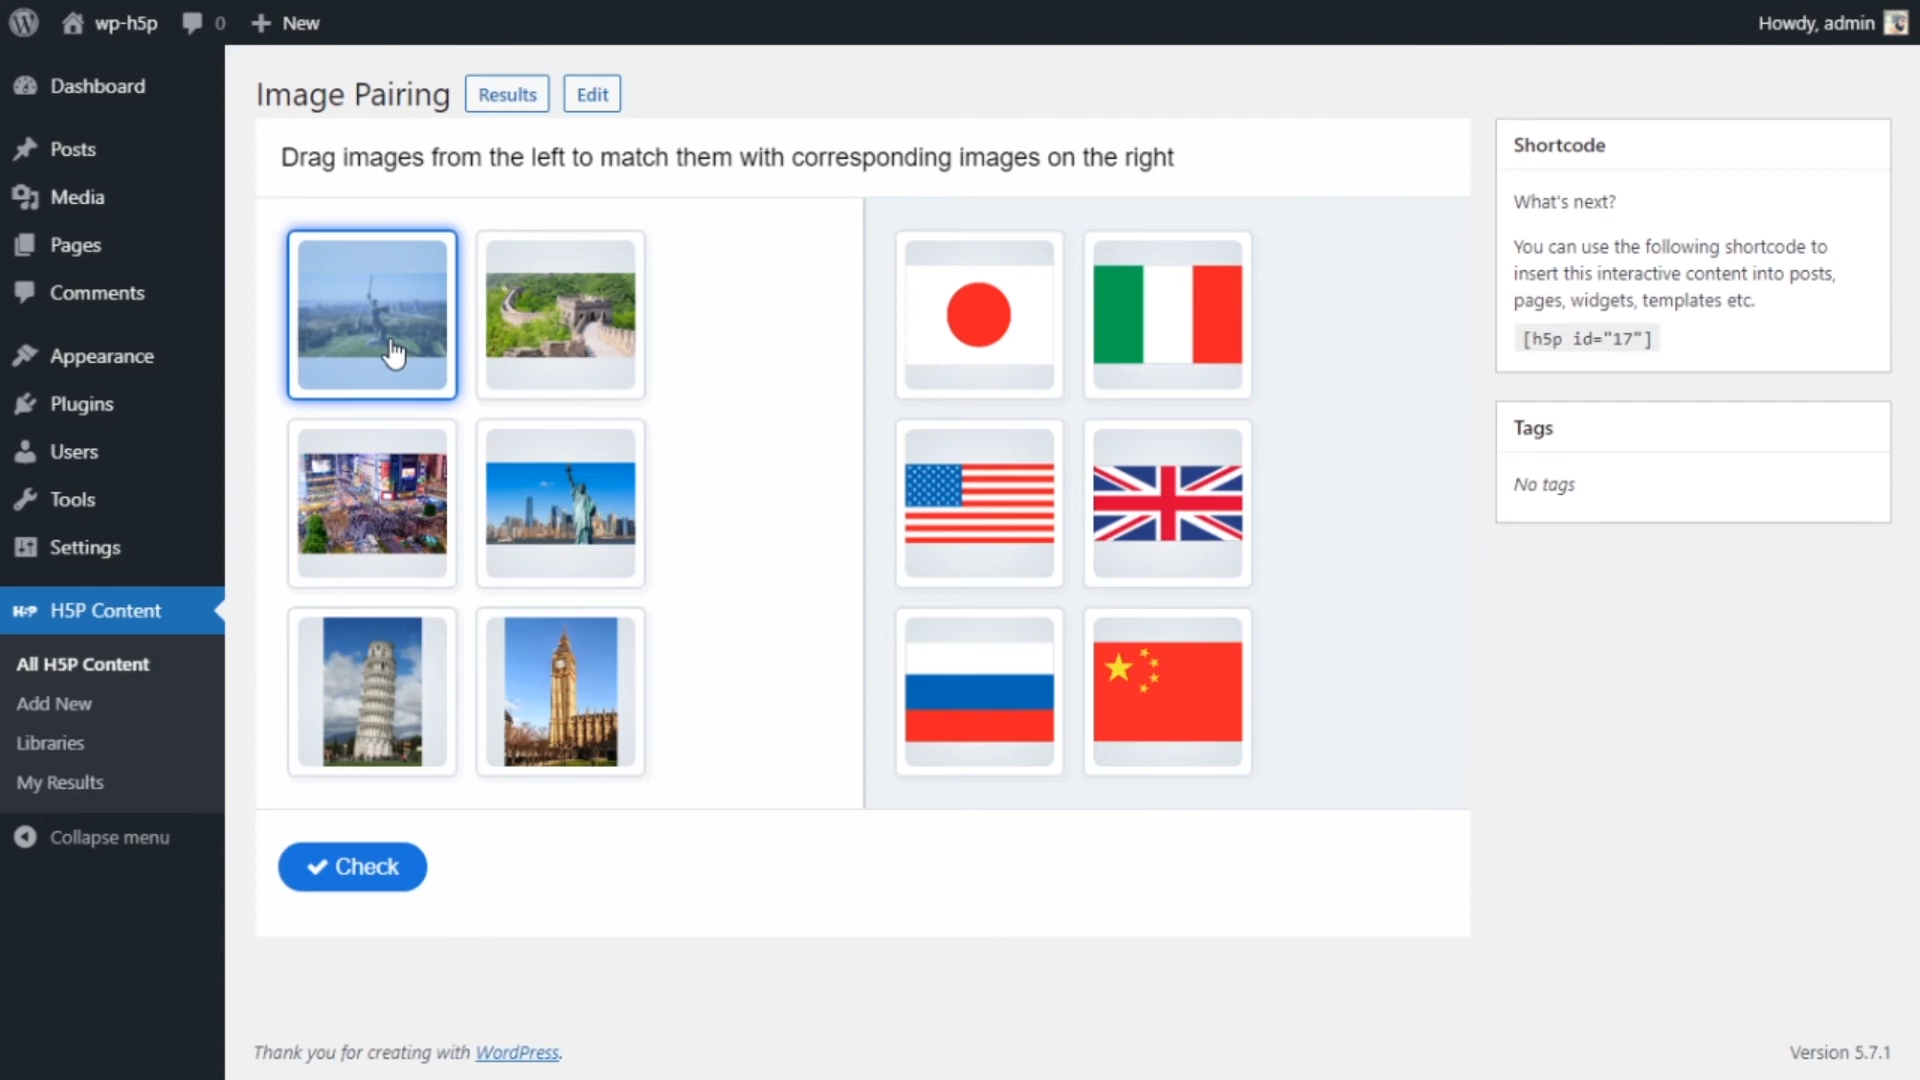 wp-h5p
0
New
Howdy, admin
Dashboard
Posts
Media
Pages
Comments
Appearance
Plugins
Users
Tools
Settings
H5P
H5P Content
All H5P Content
Add New
Libraries
My Results
Collapse menu
Image Pairing
Results
Edit
Drag images from the left to match them with corresponding images on the right
Check
Shortcode
What's next?
You can use the following shortcode to
insert this interactive content into posts,
pages, widgets, templates etc.
[h5p id="17"]
Tags
No tags
Thank you for creating with WordPress.
Version 5.7.1